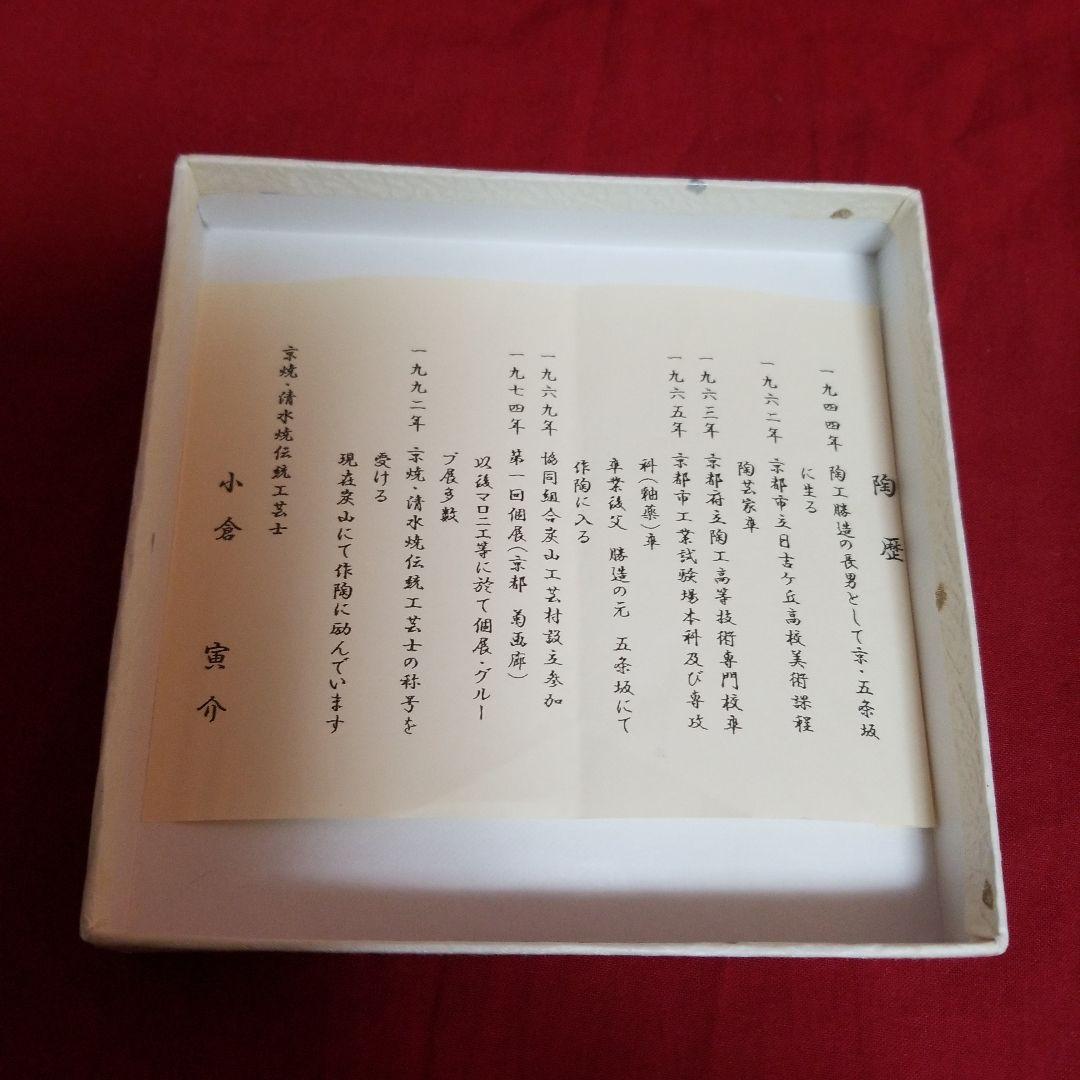 陶歴
一九四四年 陶工勝造の長男として京・五条坂
に生る
一九六二年 京都市立日吉ケ丘高校美術課程
陶芸家卒
一九六三年 京都府立陶工高等技術専門校卒
一九六五年 京都市工業試験場本科及び専攻
科(釉薬)卒
卒業後父 勝造の元 五条坂にて
作陶に入る
一九六九年 協同組合炭山工芸村設立参加
一九七四年 第一回個展(京都 蔦画廊)
以後マロニエ等に於て個展・グルー
プ展多数
一九九二年 京焼・清水焼伝統工芸士の称号を
受ける
現在炭山にて作陶に励んでいます
京焼・清水焼伝統工芸士
小倉 寅介